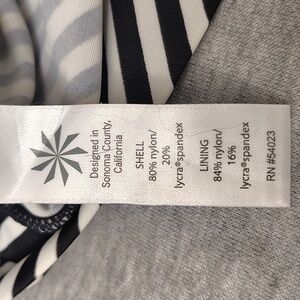 Designed in
Sonoma County,
California
SHELL
80% nylon/
20%
lycra®spandex
LINING
84% nylon/
16%
lycra®spandex
RN #54023